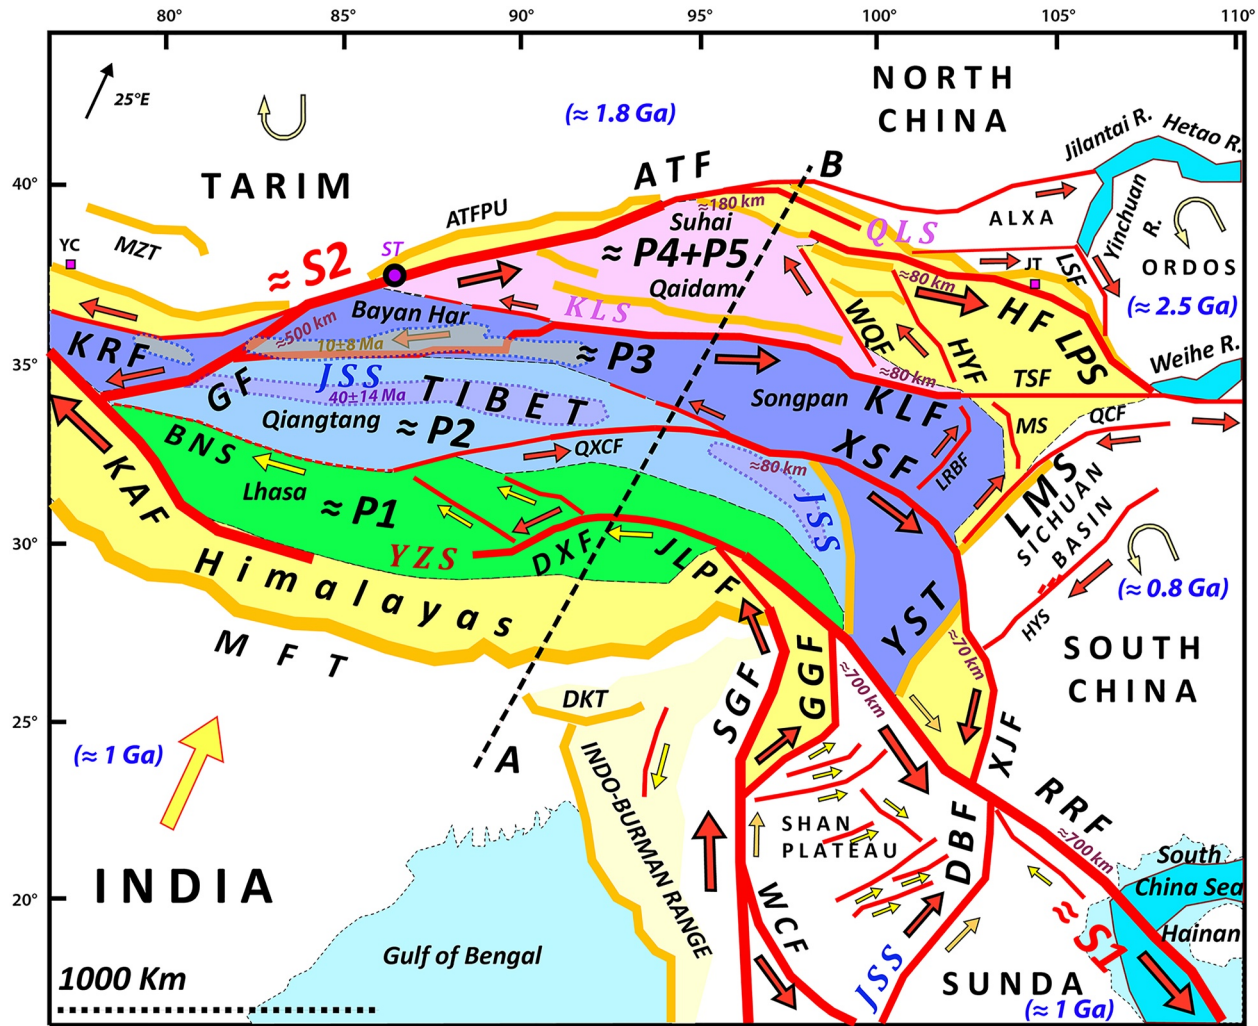 80°
85°
90°
95°
100°
105°
110°
25°E
(≈ 1.8 Ga)
NORTH
CHINA
Jilantai R.
Hetao R.
40°
TARIM
ATF
B
ATFPU
≈180 km
Suhai
QLS
ALXA
Yinchuan
R.
ORDOS
(≈ 2.5 Ga)
YC
MZT
≈ S2
ST
≈ P4+P5
Qaidam
≈80 km
JT
LSF
KLS
Bayan Har
≈500 km
10±8 Ma
WQF
HYF
HF
LPS
Weihe R.
35°
KRF
GF
JSS
≈ P3
≈80 km
TSF
40±14 Ma
TIBET
Songpan
KLF
MS
QCF
Qiangtang
≈ P2
BNS
QXCF
XSF
LRBF
≈80 km
JSS
LMS
SICHUAN
BASIN
KAF
Lhasa
≈ P1
30°
YZS
DXF
JLPF
Himalayas
(≈ 0.8 Ga)
YST
HYS
MFT
GGF
≈70 km
SOUTH
CHINA
≈700 km
SGF
25°
DKT
A
XJF
(≈ 1 Ga)
INDO-BURMAN RANGE
RRF
≈700 km
SHAN
PLATEAU
DBF
South
China Sea
20°
INDIA
WCF
≈ S1
Hainan
Gulf of Bengal
JSS
SUNDA
(≈ 1 Ga)
1000 Km